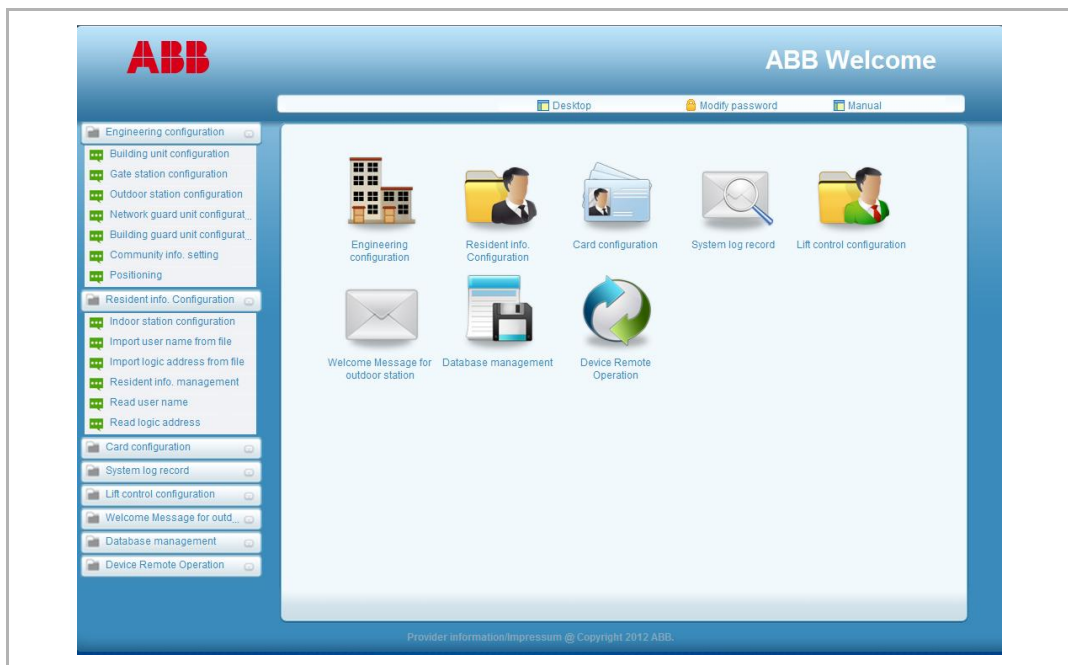 ABB
ABB Welcome
Desktop Modify password Manual
Engineering configuration
Building unit configuration
Gate station configuration
Outdoor station configuration
Network guard unit configurat_
Building guard unit configurat_
Community info. setting
Positioning
Resident info. Configuration
Indoor station configuration
Import user name from file
Import logic address from file
Resident info. management
Read user name
Read logic address
Card configuration
System log record
Lift control configuration
Welcome Message for outd_
Database management
Device Remote Operation
Engineering
configuration
Resident info.
Configuration
Card configuration
System log record
Lift control configuration
Welcome Message for
outdoor station
Database management
Device Remote
Operation
Provider information/Impressum @ Copyright 2012 ABB.